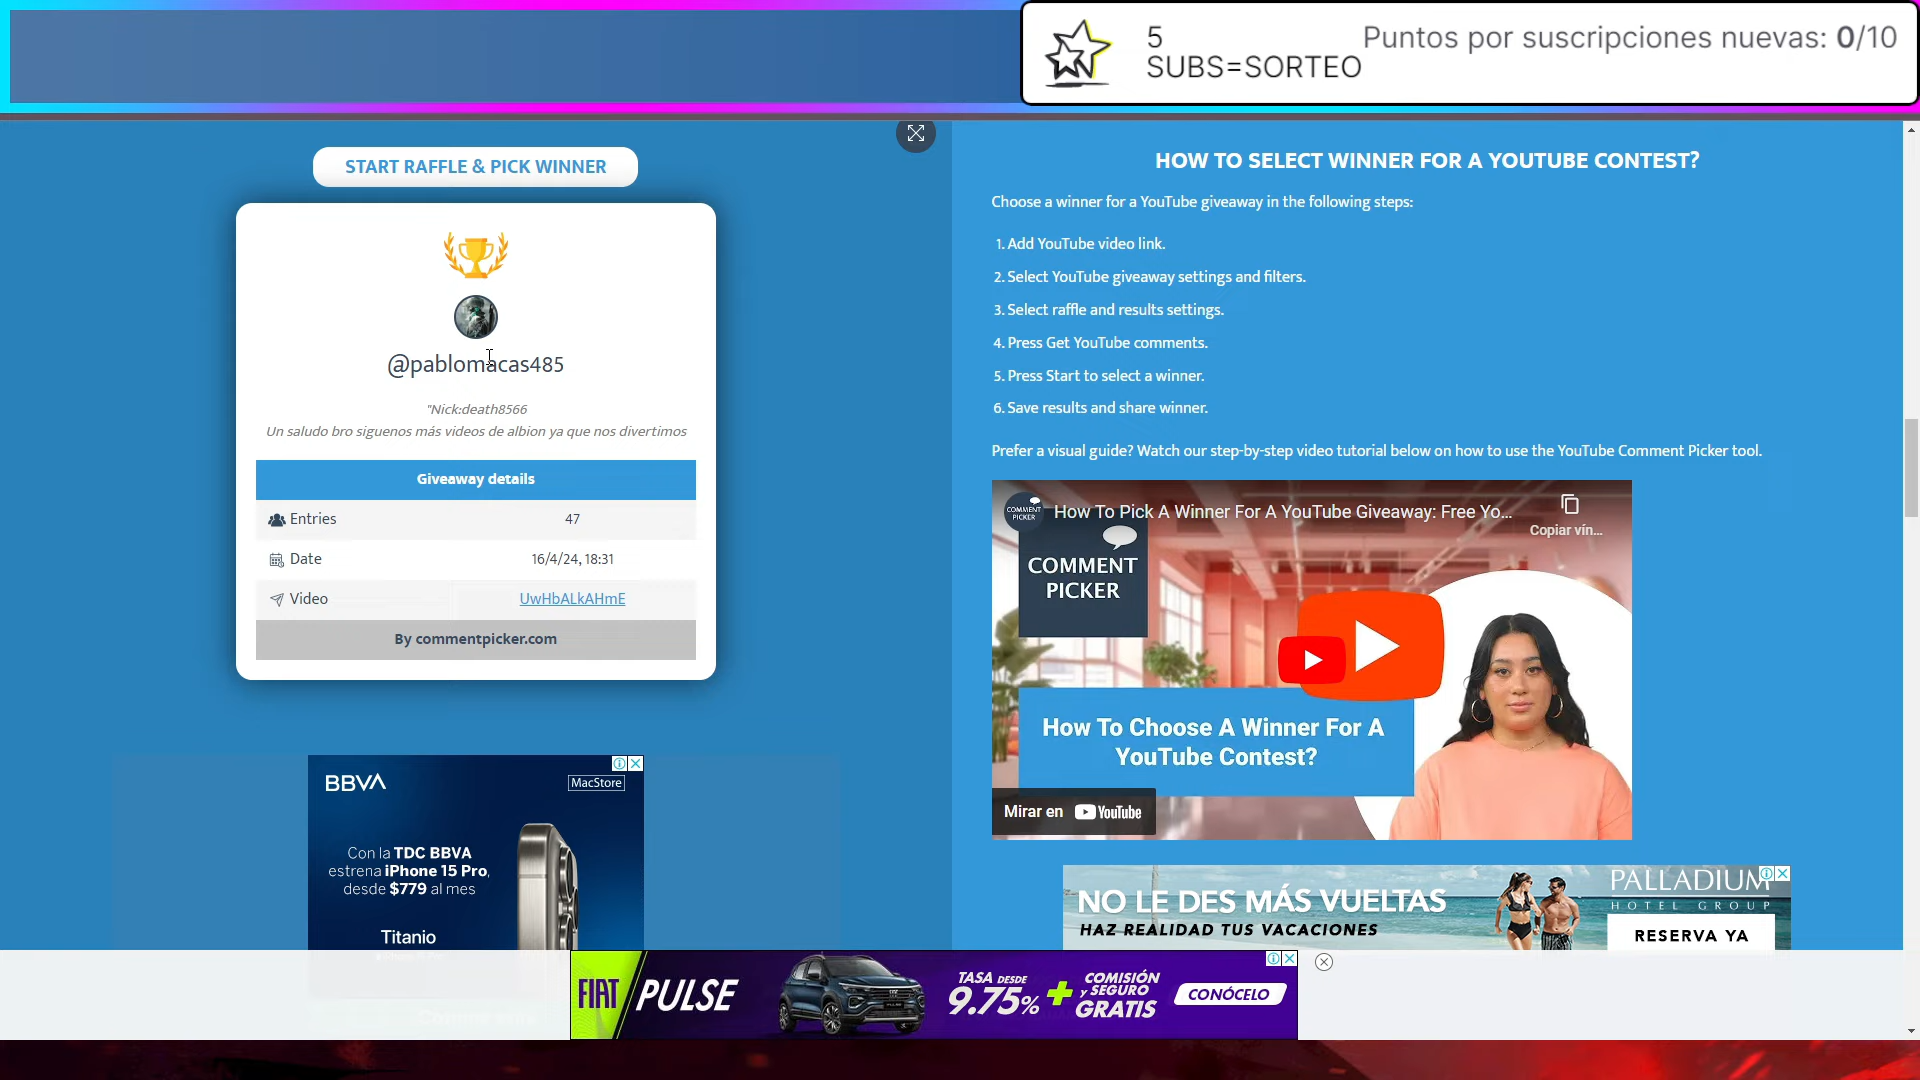 5
SUBS=SORTEO
Puntos por suscripciones nuevas: 0/10
START RAFFLE & PICK WINNER
@pablomacas485
"Nick:death8566
Un saludo bro siguenos más videos de albion ya que nos divertimos
Giveaway details
Entries 47
Date 16/4/24, 18:31
Video UwHbALkAHmE
By commentpicker.com
BBVA
MacStore
Con la TDC BBVA
estrena iPhone 15 Pro,
desde $779 al mes
Titanio
HOW TO SELECT WINNER FOR A YOUTUBE CONTEST?
Choose a winner for a YouTube giveaway in the following steps:
1. Add YouTube video link.
2. Select YouTube giveaway settings and filters.
3. Select raffle and results settings.
4. Press Get YouTube comments.
5. Press Start to select a winner.
6. Save results and share winner.
Prefer a visual guide? Watch our step-by-step video tutorial below on how to use the YouTube Comment Picker tool.
COMMENT
PICKER
How To Pick A Winner For A YouTube Giveaway: Free Yo...
Copiar vín...
COMMENT
PICKER
How To Choose A Winner For A
YouTube Contest?
Mirar en YouTube
NO LE DES MÁS VUELTAS
HAZ REALIDAD TUS VACACIONES
PALLADIUM
HOTEL GROUP
RESERVA YA
FIAT PULSE
TASA DESDE
9.75%
+
COMISIÓN
y SEGURO
GRATIS
CONÓCELO